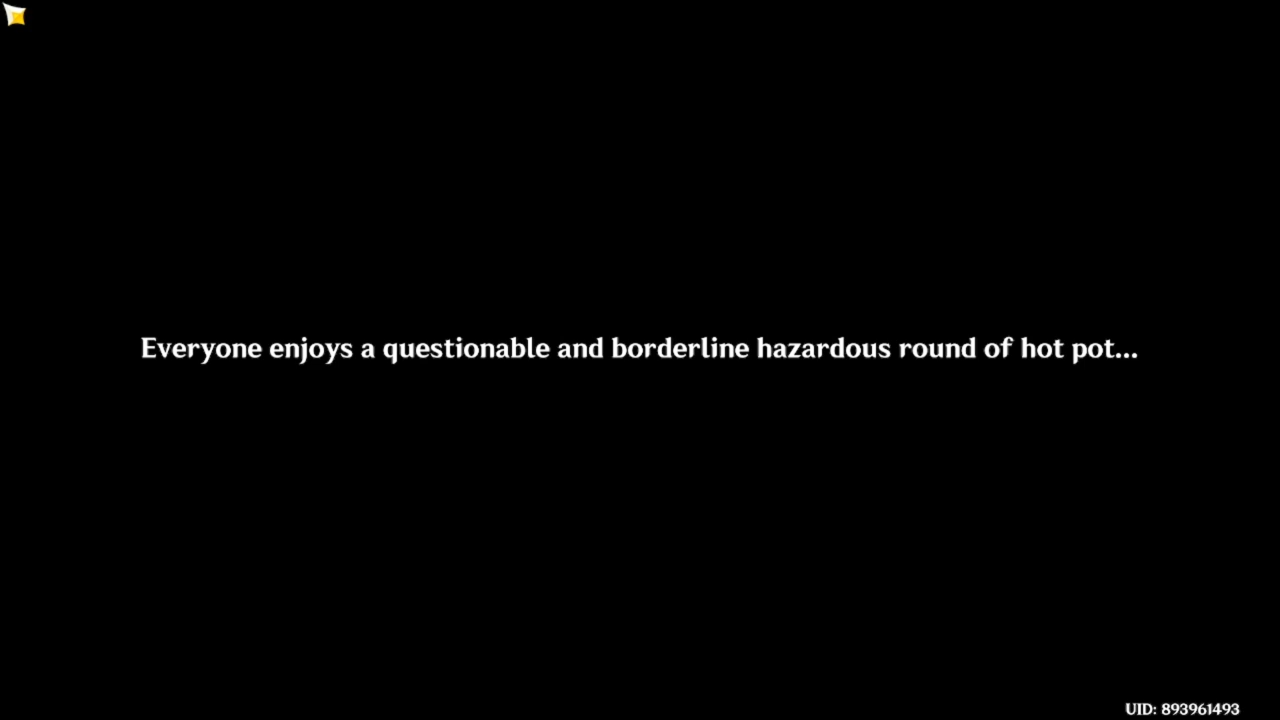 Everyone enjoys a questionable and borderline hazardous round of hot pot...
UID: 893961493